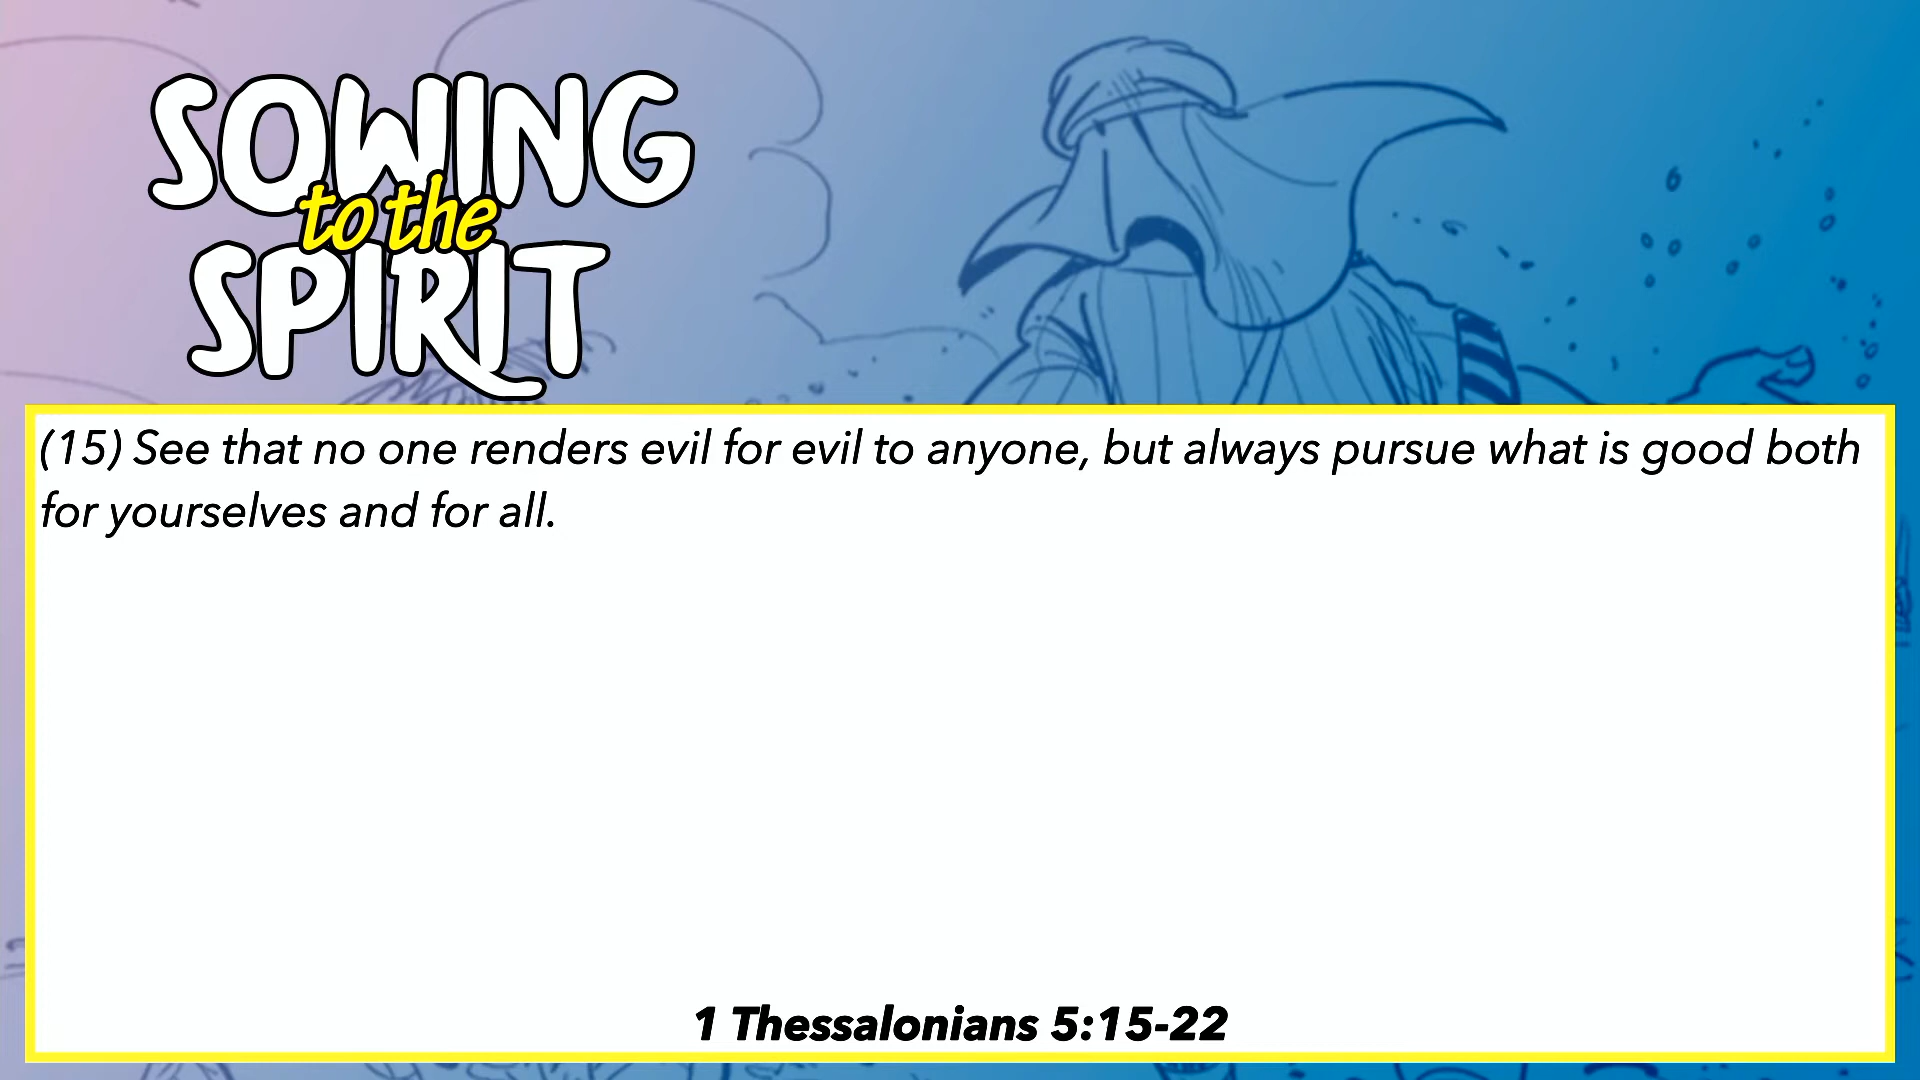 SOWING
to the
SPIRIT
(15) See that no one renders evil for evil to anyone, but always pursue what is good both
for yourselves and for all.
1 Thessalonians 5:15-22